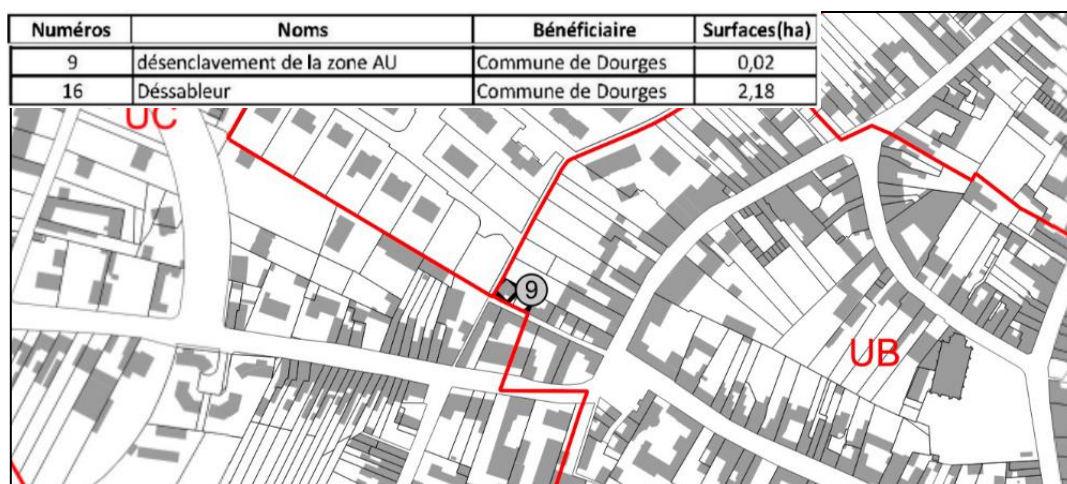 Numéros Noms Bénéficiaire Surfaces(ha)
9 désenclavement de la zone AU Commune de Dourges 0,02
16 Déssableur Commune de Dourges 2,18
UC
9
UB